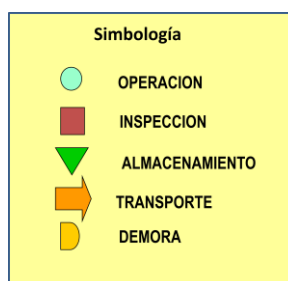 Simbología
OPERACION
INSPECCION
ALMACENAMIENTO
TRANSPORTE
DEMORA